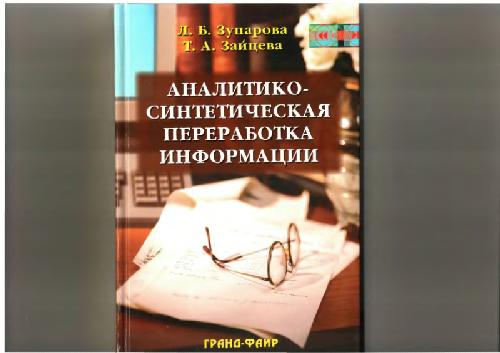 Л. Б. Зупарова
Т. А. Зайцева
АНАЛИТИКО-
СИНТЕТИЧЕСКАЯ
ПЕРЕРАБОТКА
ИНФОРМАЦИИ
ГРАНД-ФАИР